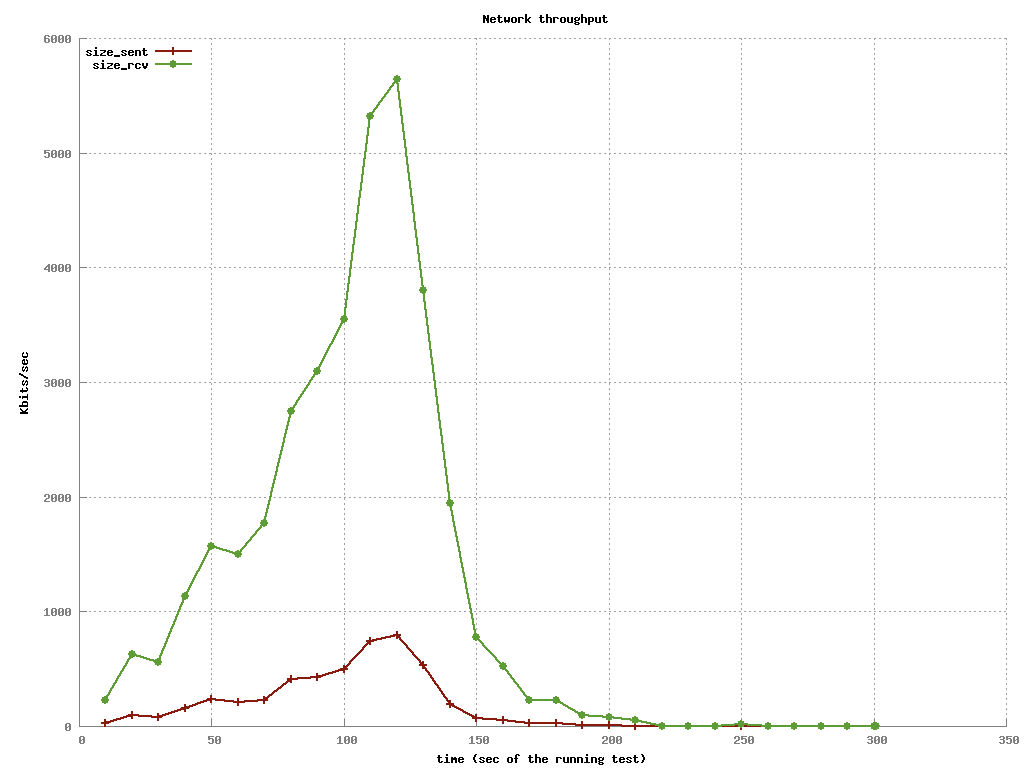 Network throughput
6000
size_sent
size_rcv
5000
4000
3000
Kbits/sec
2000
1000
0
0 50 100 150 200 250 300 350
time (sec of the running test)